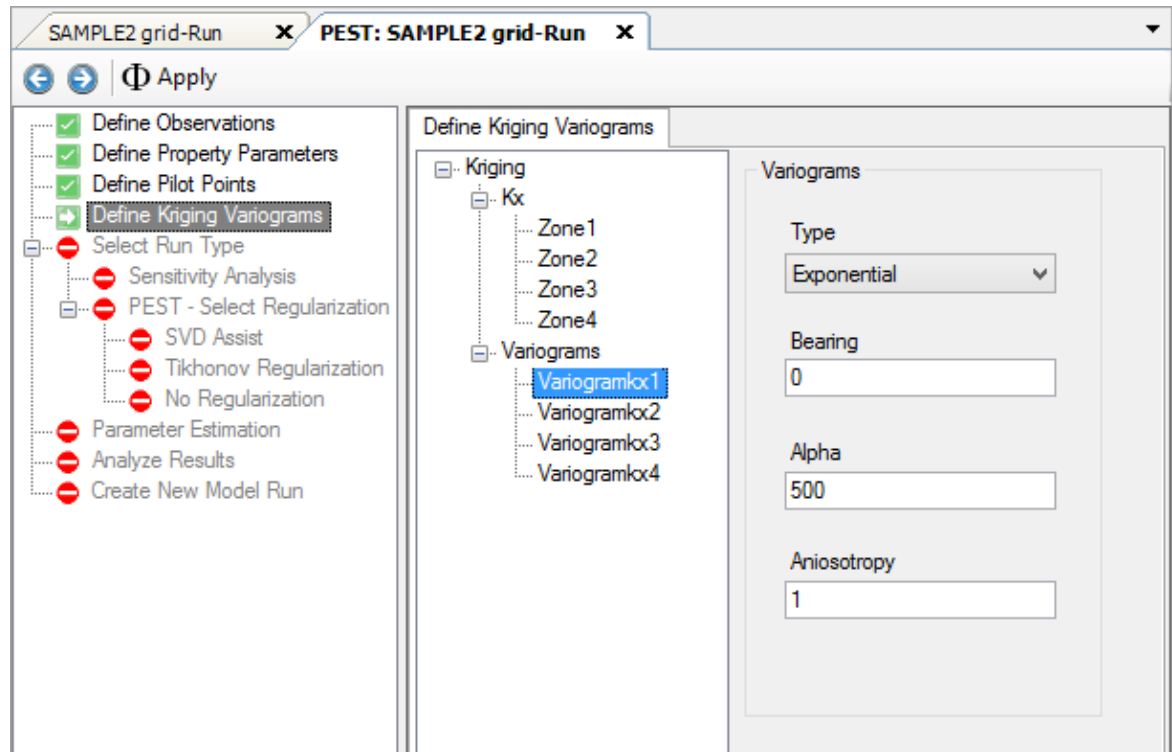 SAMPLE2 grid-Run x PEST: SAMPLE2 grid-Run x
Φ Apply
Define Observations
Define Property Parameters
Define Pilot Points
Define Kriging Variograms
Select Run Type
Sensitivity Analysis
PEST - Select Regularization
SVD Assist
Tikhonov Regularization
No Regularization
Parameter Estimation
Analyze Results
Create New Model Run
Define Kriging Variograms
Kriging
Kx
Zone1
Zone2
Zone3
Zone4
Variograms
Variogramkx1
Variogramkx2
Variogramkx3
Variogramkx4
Variograms
Type
Exponential
Bearing
0
Alpha
500
Aniosotropy
1